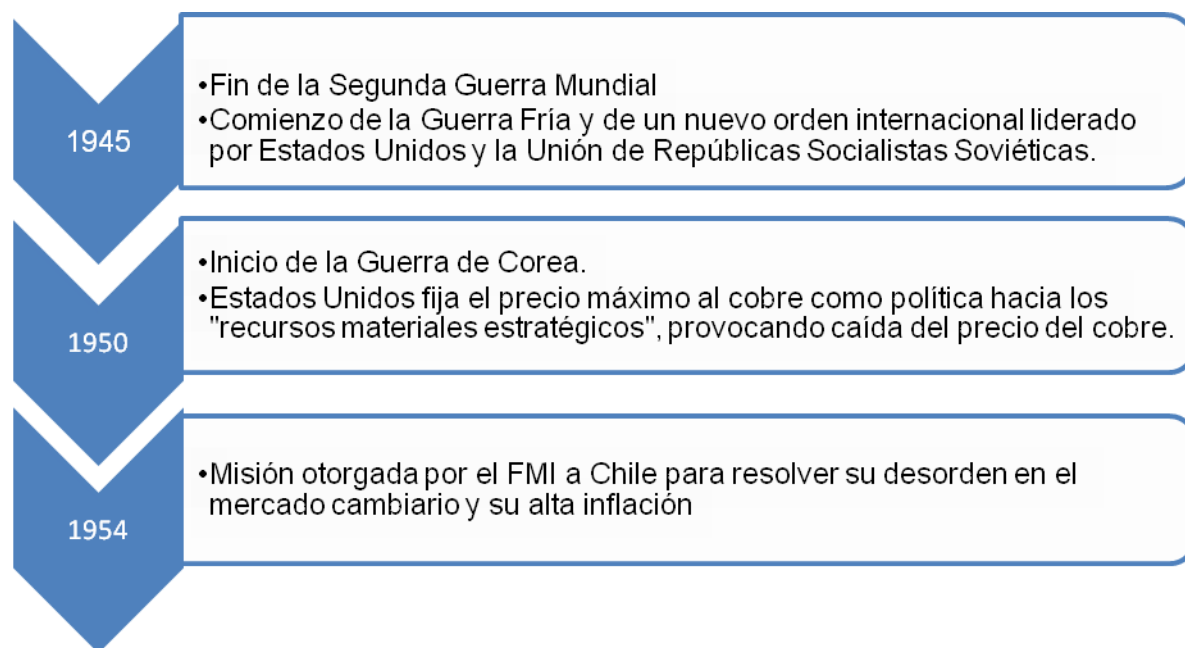 1945
•Fin de la Segunda Guerra Mundial
•Comienzo de la Guerra Fría y de un nuevo orden internacional liderado
por Estados Unidos y la Unión de Repúblicas Socialistas Soviéticas.
1950
•Inicio de la Guerra de Corea.
•Estados Unidos fija el precio máximo al cobre como política hacia los
"recursos materiales estratégicos", provocando caída del precio del cobre.
1954
•Misión otorgada por el FMI a Chile para resolver su desorden en el
mercado cambiario y su alta inflación